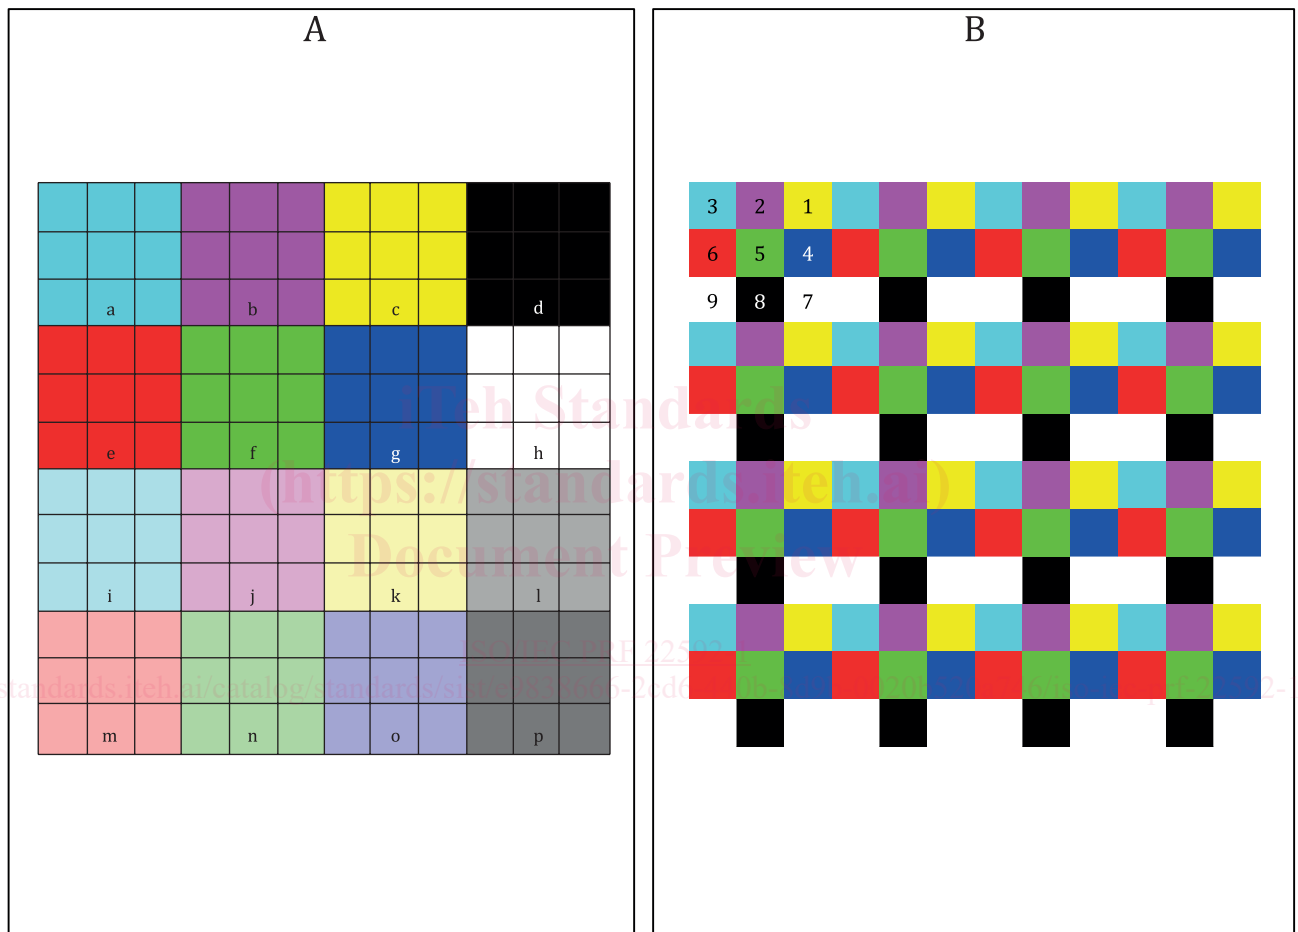 A
B
3 2 1
6 5 4
9 8 7
a b c d
e f g h
i j k l
m n o p
iTeh Standards
(https://standards.iteh.ai)
Document Preview